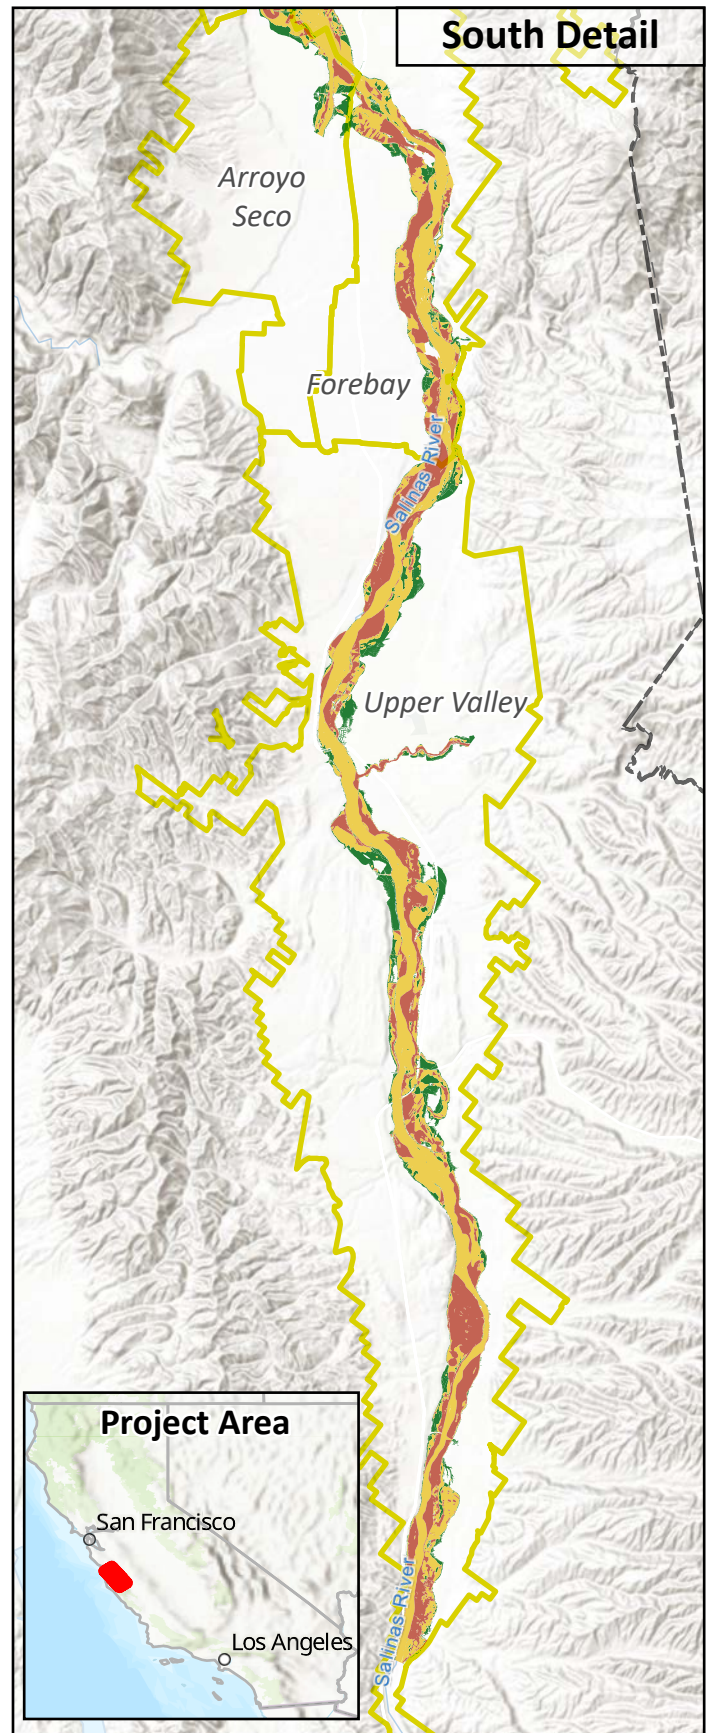 South Detail
Arroyo
Seco
Forebay
Salinas River
Upper Valley
Project Area
San Francisco
Los Angeles
Salinas River